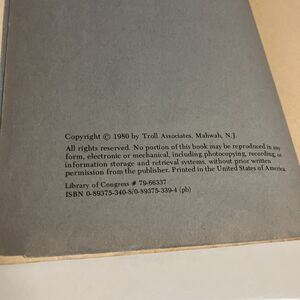 Copyright © 1980 by Troll Associates, Mahwah, N.J.
All rights reserved. No portion of this book may be reproduced in any
form, electronic or mechanical, including photocopying, recording, or
information storage and retrieval systems, without prior written
permission from the publisher. Printed in the United States of America.
Library of Congress # 79-66337
ISBN 0-89375-340-8/0-89375-339-4 (pb)